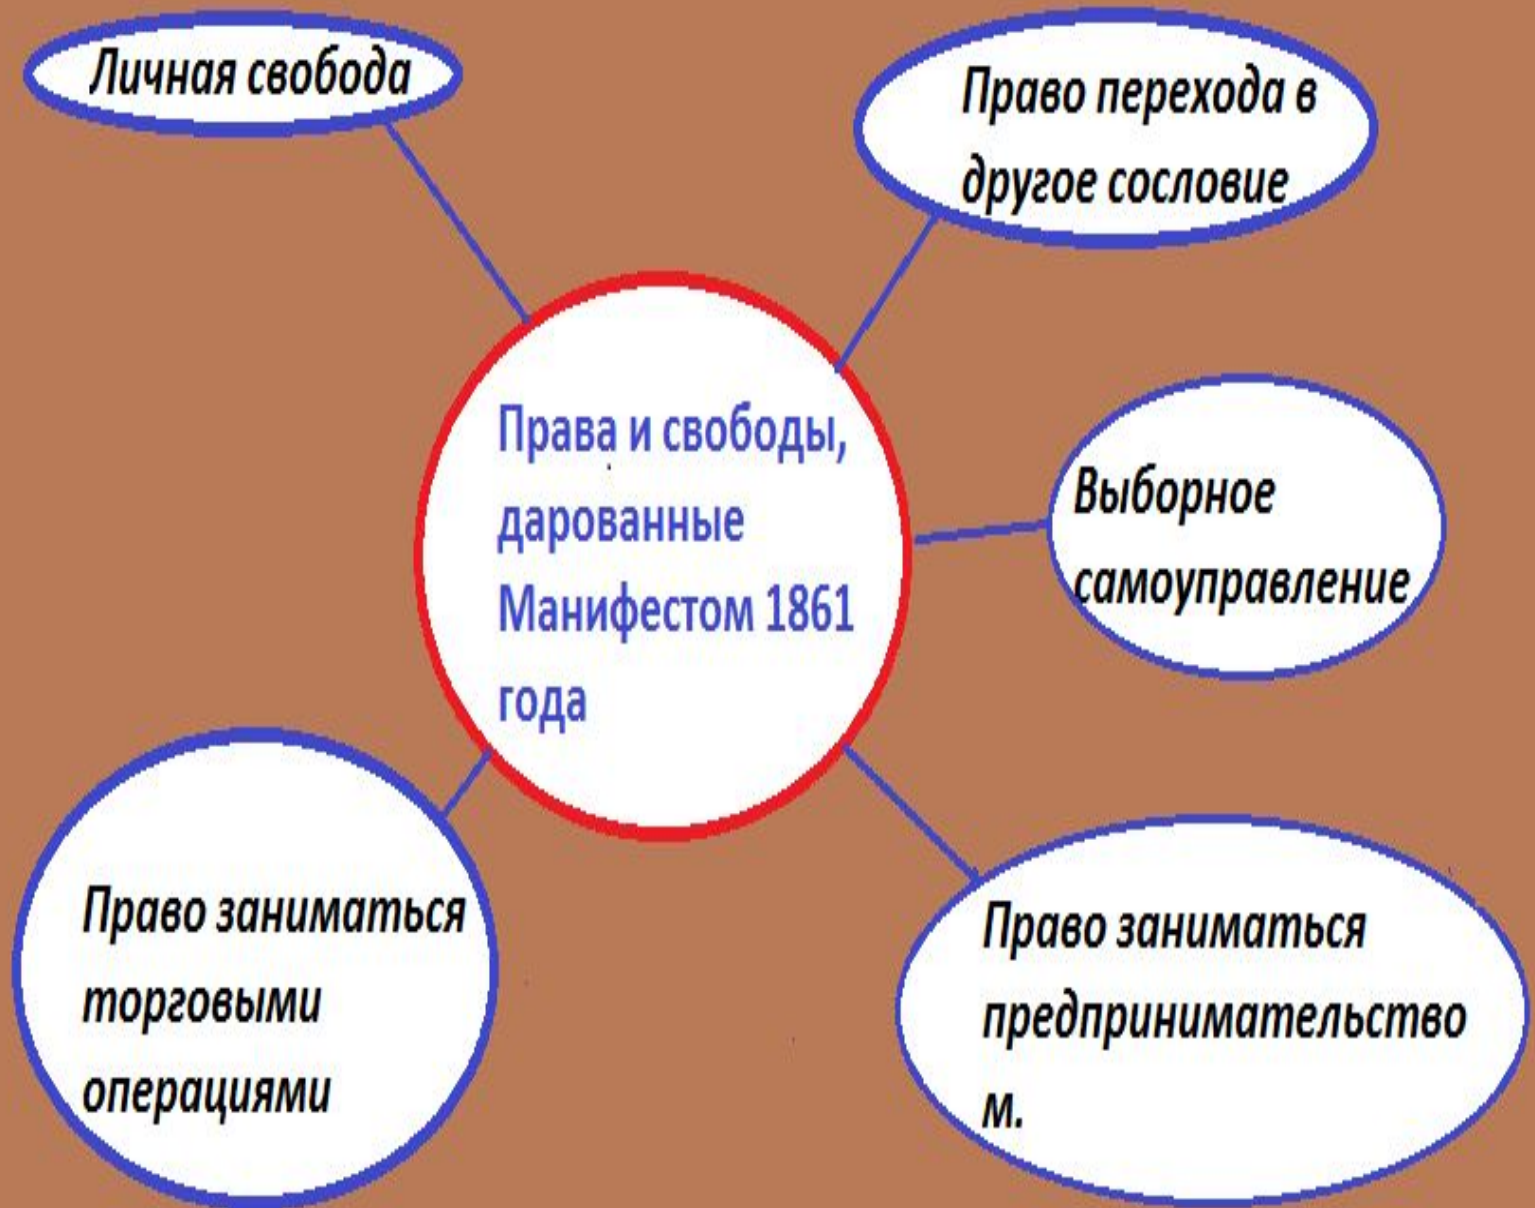 Личная свобода
Право перехода в
другое сословие
Права и свободы,
дарованные
Манифестом 1861
года
Выборное
самоуправление
Право заниматься
торговыми
операциями
Право заниматься
предпринимательство
м.